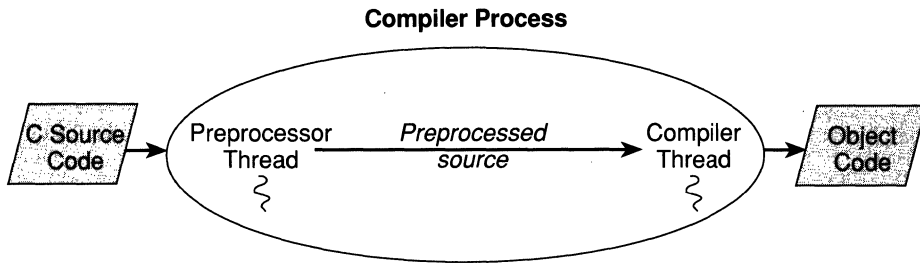 Compiler Process
C Source
Code
Preprocessor
Thread
Preprocessed
source
Compiler
Thread
Object
Code